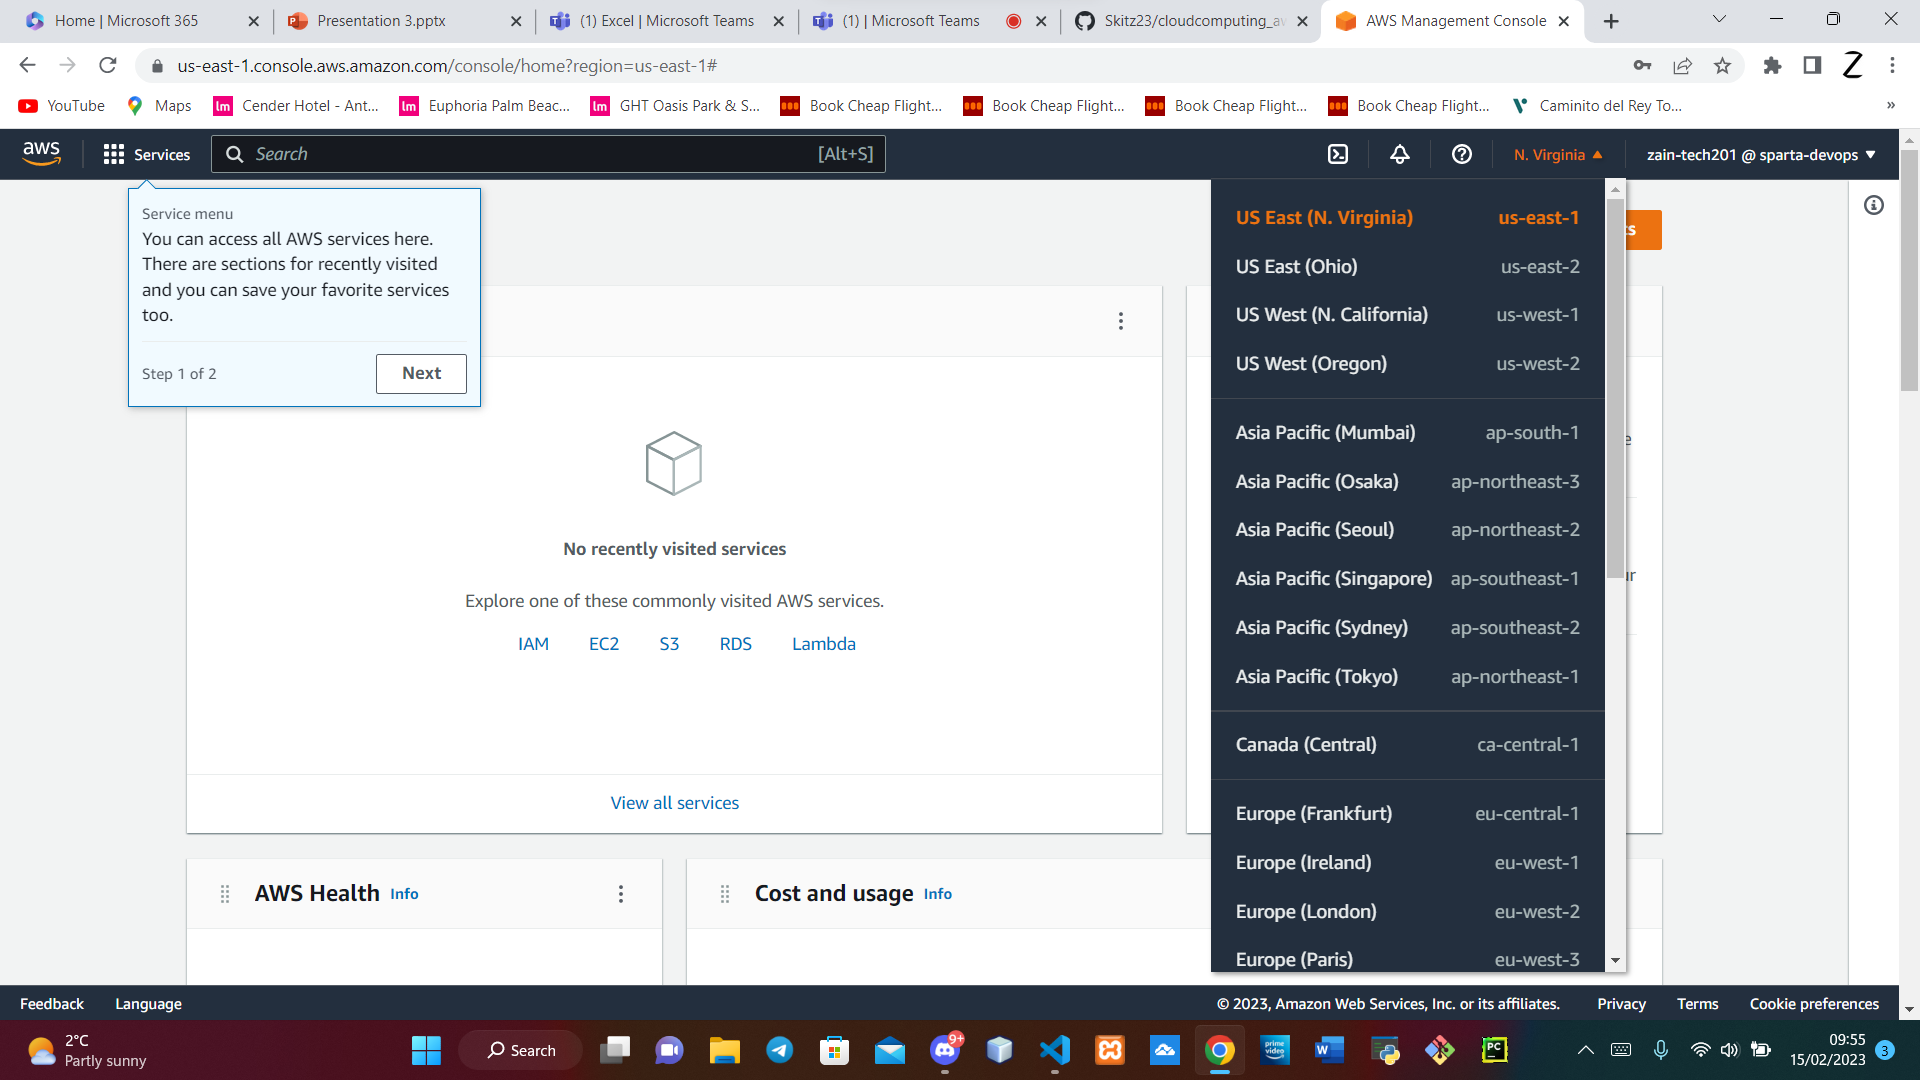 Home | Microsoft 365
Presentation 3.pptx
(1) Excel | Microsoft Teams
(1) | Microsoft Teams
Skitz23/cloudcomputing_aw
AWS Management Console
us-east-1.console.aws.amazon.com/console/home?region=us-east-1#
YouTube
Maps
lm Cender Hotel - Ant...
lm Euphoria Palm Beac...
lm GHT Oasis Park & S...
Book Cheap Flight...
Book Cheap Flight...
Book Cheap Flight...
Book Cheap Flight...
Caminito del Rey To...
»
aws
Services
Search
[Alt+S]
N. Virginia
zain-tech201 @ sparta-devops
Service menu
You can access all AWS services here.
There are sections for recently visited
and you can save your favorite services
too.
Step 1 of 2
Next
No recently visited services
Explore one of these commonly visited AWS services.
IAM EC2 S3 RDS Lambda
View all services
AWS Health Info
Cost and usage Info
US East (N. Virginia) us-east-1
US East (Ohio) us-east-2
US West (N. California) us-west-1
US West (Oregon) us-west-2
Asia Pacific (Mumbai) ap-south-1
Asia Pacific (Osaka) ap-northeast-3
Asia Pacific (Seoul) ap-northeast-2
Asia Pacific (Singapore) ap-southeast-1
Asia Pacific (Sydney) ap-southeast-2
Asia Pacific (Tokyo) ap-northeast-1
Canada (Central) ca-central-1
Europe (Frankfurt) eu-central-1
Europe (Ireland) eu-west-1
Europe (London) eu-west-2
Europe (Paris) eu-west-3
Feedback
Language
© 2023, Amazon Web Services, Inc. or its affiliates.
Privacy
Terms
Cookie preferences
2°C
Partly sunny
Search
9+
prime video
W
PC
09:55
15/02/2023
3